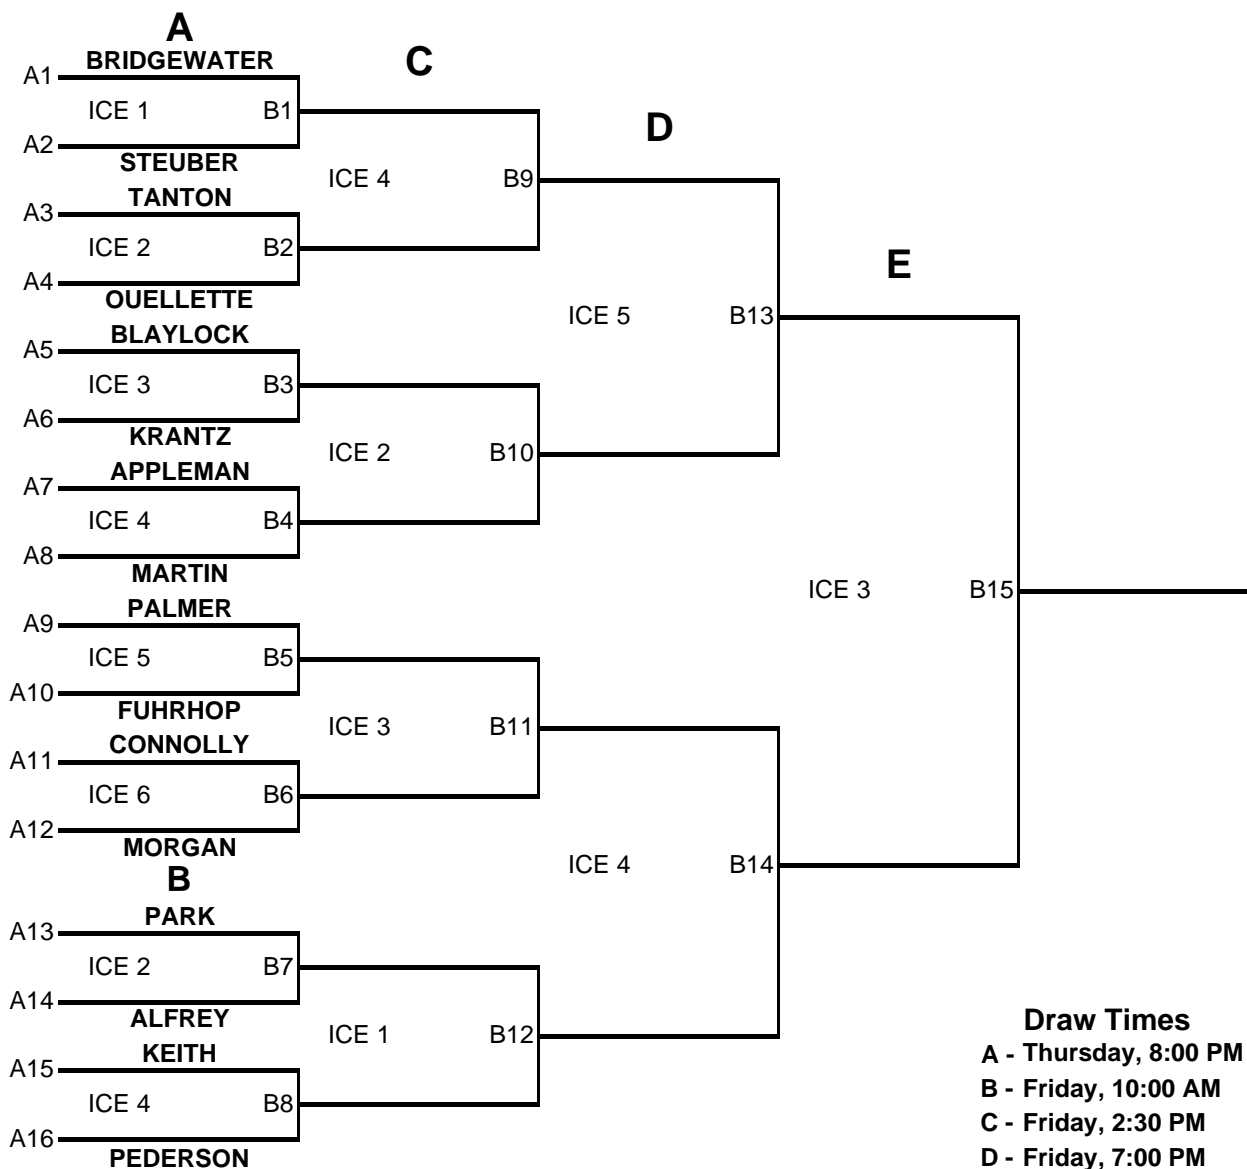 A
BRIDGEWATER
C
A1
ICE 1 B1
D
A2
STEUBER
ICE 4 B9
TANTON
A3
ICE 2 B2
E
A4
OUELLETTE
ICE 5 B13
BLAYLOCK
A5
ICE 3 B3
A6
KRANTZ
ICE 2 B10
APPLEMAN
A7
ICE 4 B4
A8
MARTIN
ICE 3 B15
PALMER
A9
ICE 5 B5
A10
FUHRHOP
ICE 3 B11
CONNOLLY
A11
ICE 6 B6
A12
MORGAN
ICE 4 B14
B
PARK
A13
ICE 2 B7
A14
ALFREY
ICE 1 B12
KEITH
A15
ICE 4 B8
A16
PEDERSON
Draw Times
A - Thursday, 8:00 PM
B - Friday, 10:00 AM
C - Friday, 2:30 PM
D - Friday, 7:00 PM